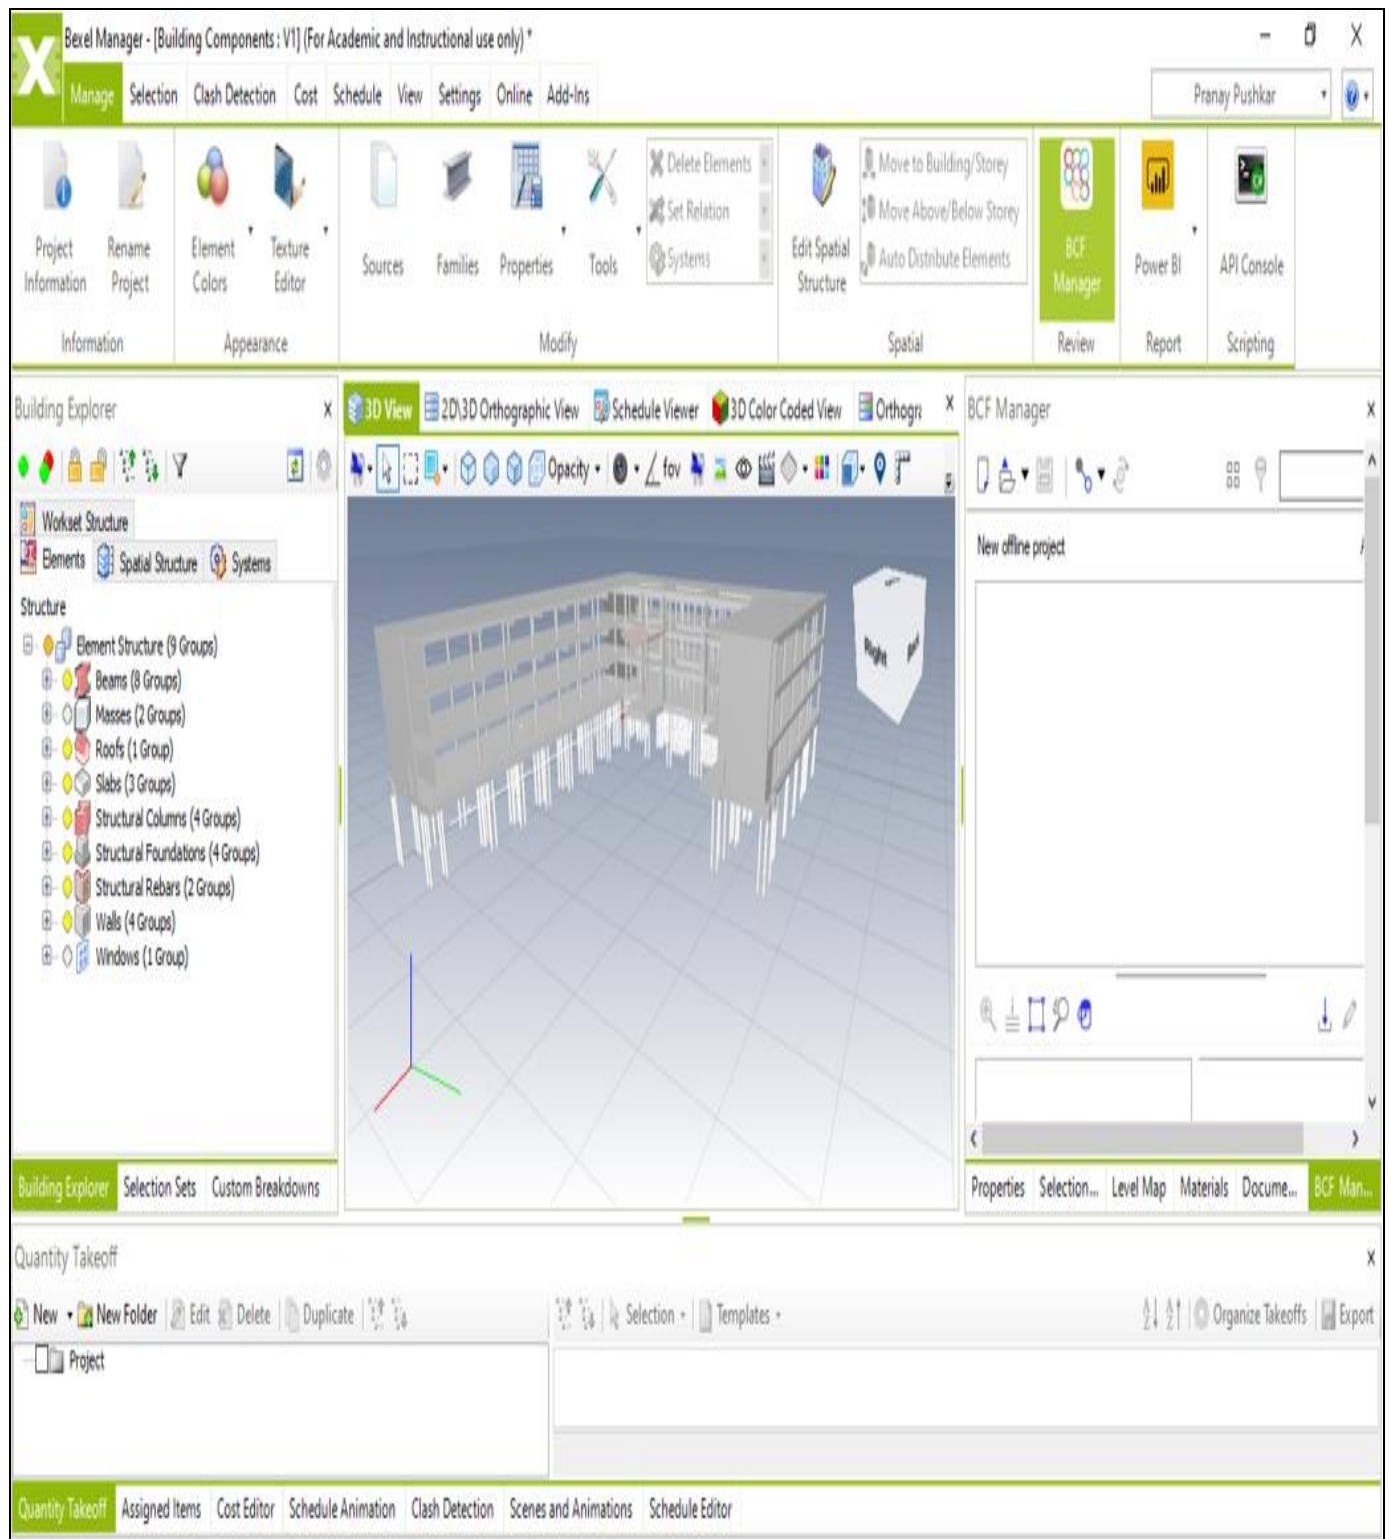 Bexel Manager - [Building Components : V1] (For Academic and Instructional use only) *
Manage Selection Clash Detection Cost Schedule View Settings Online Add-Ins Pranay Pushkar
Project Information Rename Project Element Colors Texture Editor Sources Families Properties Tools Delete Elements Set Relation Systems Edit Spatial Structure Move to Building/Storey Move Above/Below Storey Auto Distribute Elements BCF Manager Power BI API Console
Information Appearance Modify Spatial Review Report Scripting
Building Explorer
3D View 2D\3D Orthographic View Schedule Viewer 3D Color Coded View Orthogr
BCF Manager
Opacity fov
Workset Structure
Elements Spatial Structure Systems
New offline project
Structure
Element Structure (9 Groups)
Beams (8 Groups)
Masses (2 Groups)
Roofs (1 Group)
Slabs (3 Groups)
Structural Columns (4 Groups)
Structural Foundations (4 Groups)
Structural Rebars (2 Groups)
Walls (4 Groups)
Windows (1 Group)
Right
Building Explorer Selection Sets Custom Breakdowns
Properties Selection... Level Map Materials Docume... BCF Man...
Quantity Takeoff
New New Folder Edit Delete Duplicate Selection Templates Organize Takeoffs Export
Project
Quantity Takeoff Assigned Items Cost Editor Schedule Animation Clash Detection Scenes and Animations Schedule Editor